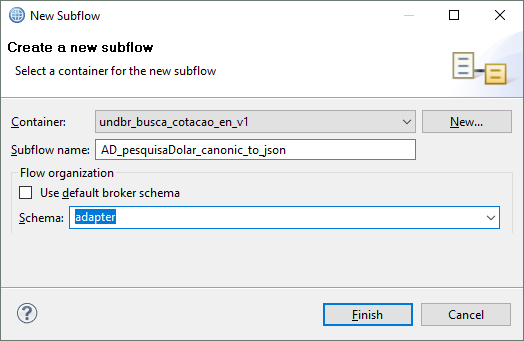 New Subflow
Create a new subflow
Select a container for the new subflow
Container: undbr_busca_cotacao_en_v1 New...
Subflow name: AD_pesquisaDolar_canonic_to_json
Flow organization
Use default broker schema
Schema: adapter
? Finish Cancel